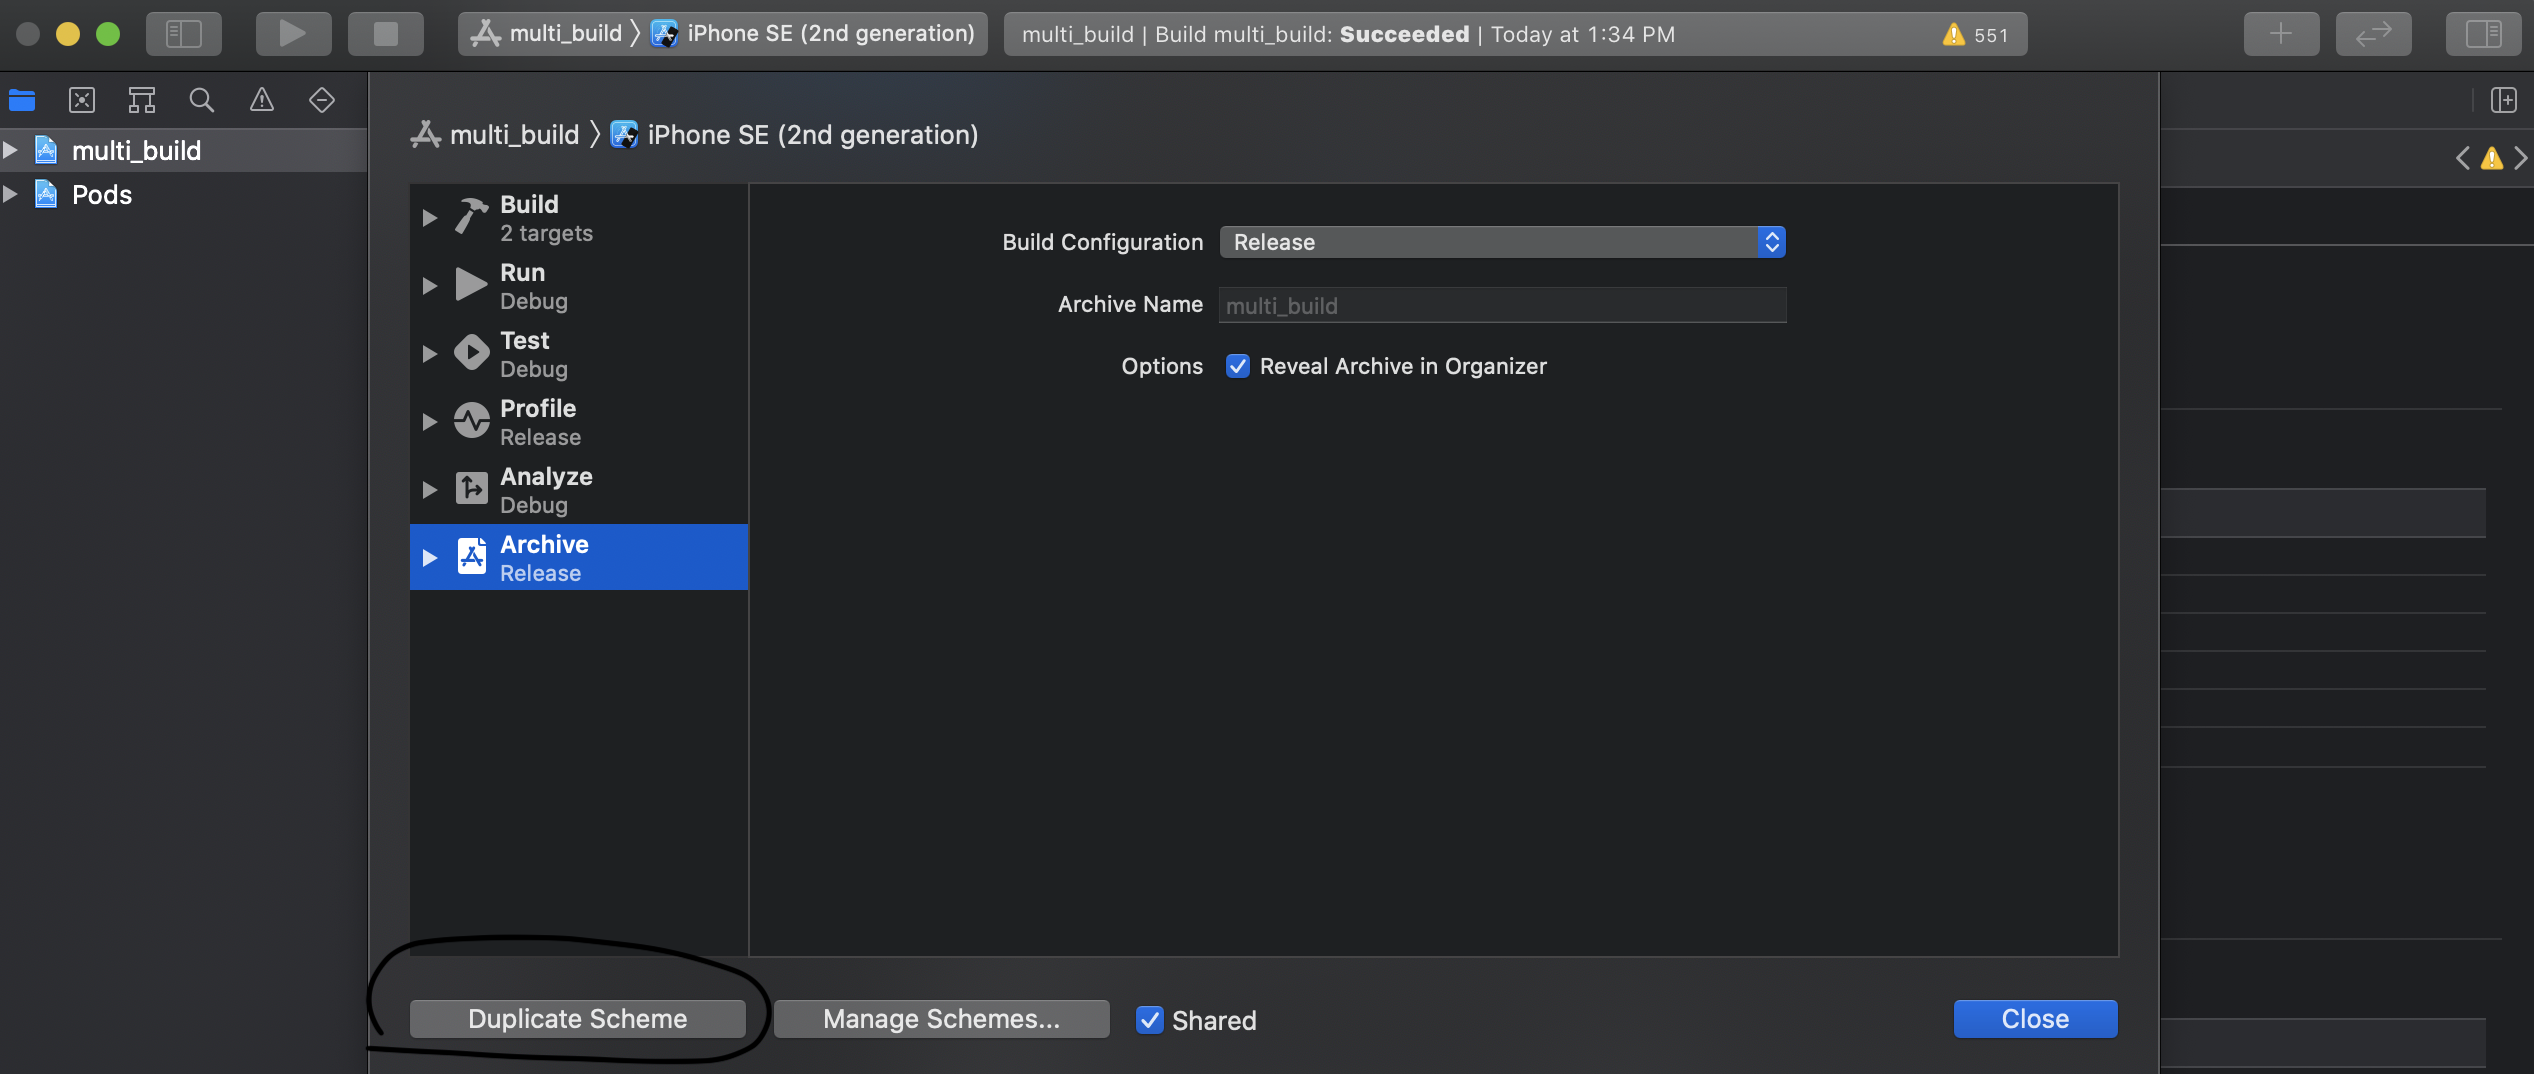 multi_build 〉 iPhone SE (2nd generation)
multi_build | Build multi_build: Succeeded | Today at 1:34 PM
551
multi_build
Pods
multi_build 〉 iPhone SE (2nd generation)
Build
2 targets
Run
Debug
Test
Debug
Profile
Release
Analyze
Debug
Archive
Release
Build Configuration Release
Archive Name multi_build
Options Reveal Archive in Organizer
Duplicate Scheme Manage Schemes... Shared Close